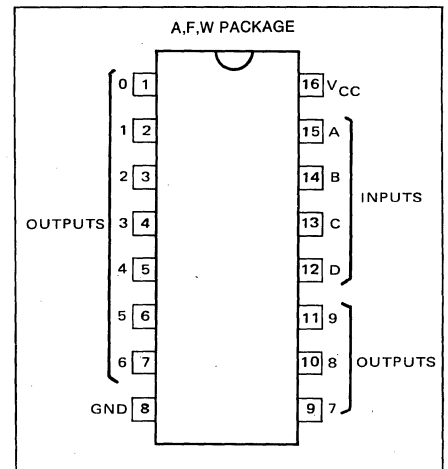 A,F,W PACKAGE
0 1 16 VCC
1 2 15 A
2 3 14 B
INPUTS
OUTPUTS 3 4 13 C
4 5 12 D
5 6 11 9
6 7 10 8 OUTPUTS
GND 8 9 7